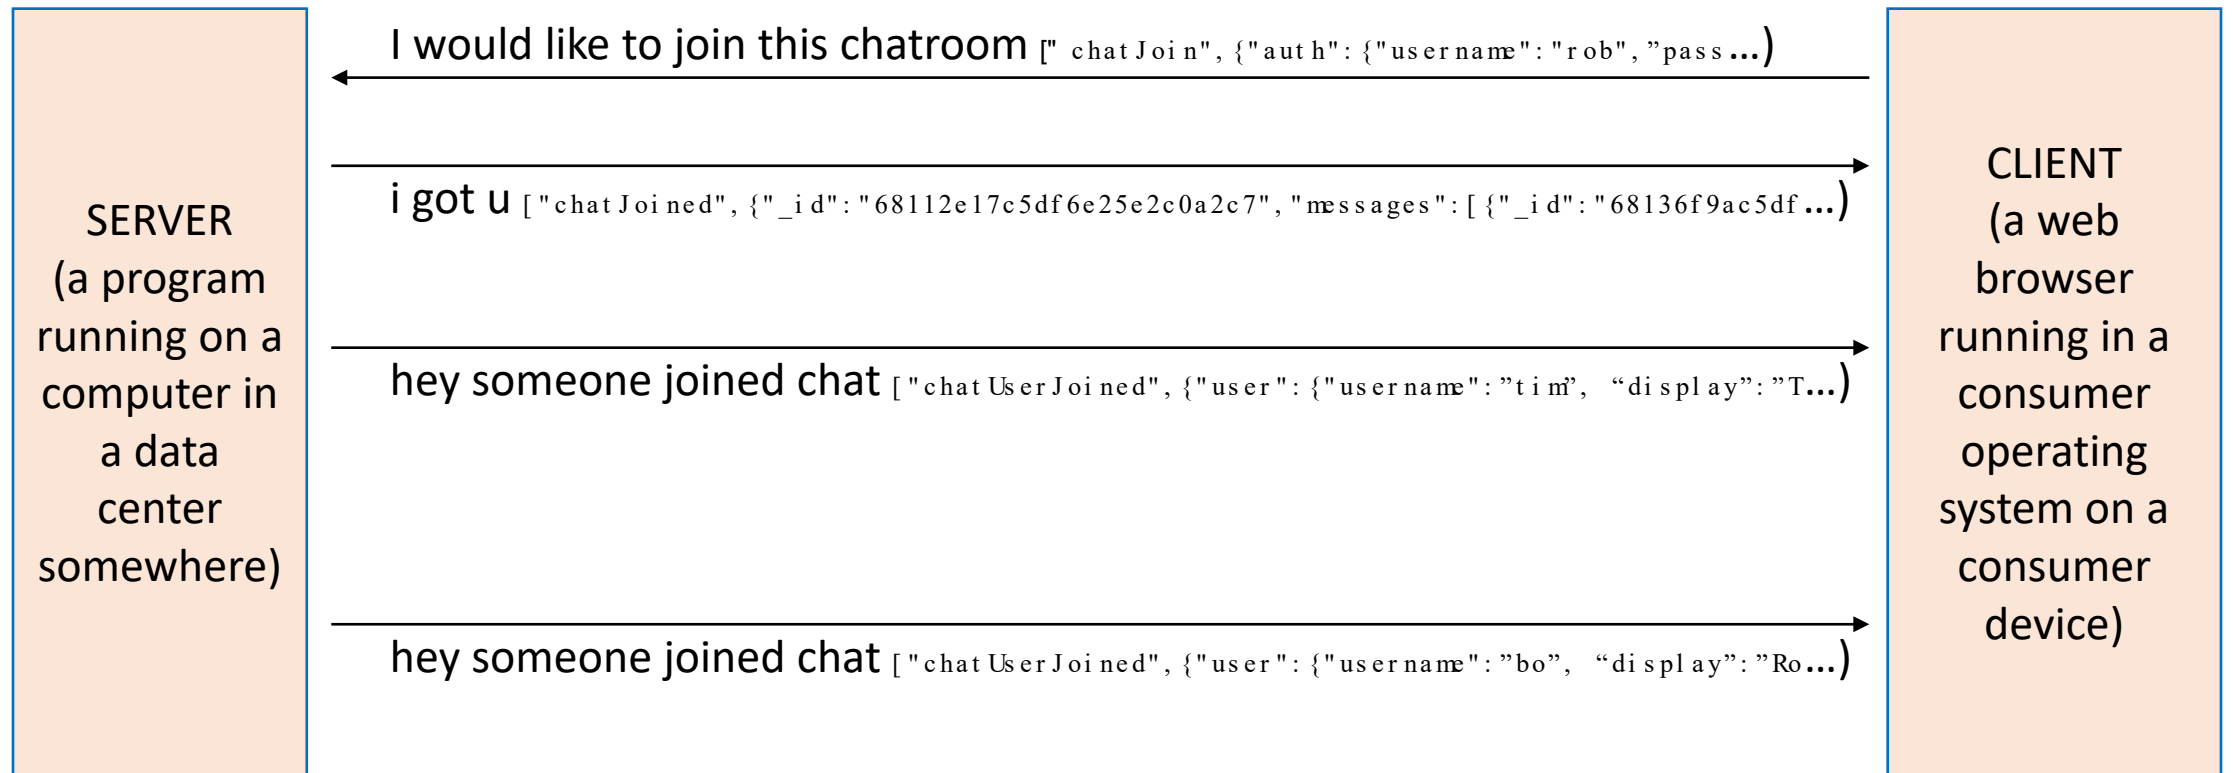 SERVER
(a program
running on a
computer in
a data
center
somewhere)
I would like to join this chatroom ["chatJoin", {"auth": {"username": "rob", ”pass...)
i got u ["chatJoined", {"_id": "68112e17c5df6e25e2c0a2c7", "messages": [ {"_id": "68136f9ac5df...)
hey someone joined chat ["chatUserJoined", {"user": {"username": ”tim”, “display”: ”T...)
hey someone joined chat ["chatUserJoined", {"user": {"username": ”bo”, “display”: ”Ro...)
CLIENT
(a web
browser
running in a
consumer
operating
system on a
consumer
device)